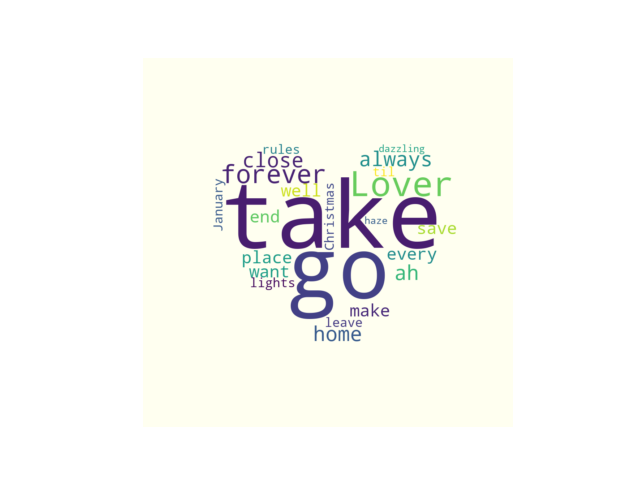 rules
dazzling
close
always
forever
til
Lover
well
take
January
Christmas
end
haze
save
place
go
every
want
ah
lights
make
leave
home